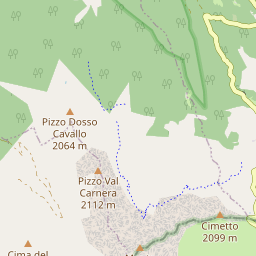 Pizzo Dosso
Cavallo
2064 m
Pizzo Val
Carnera
2112 m
Cimetto
2099 m
Cima del